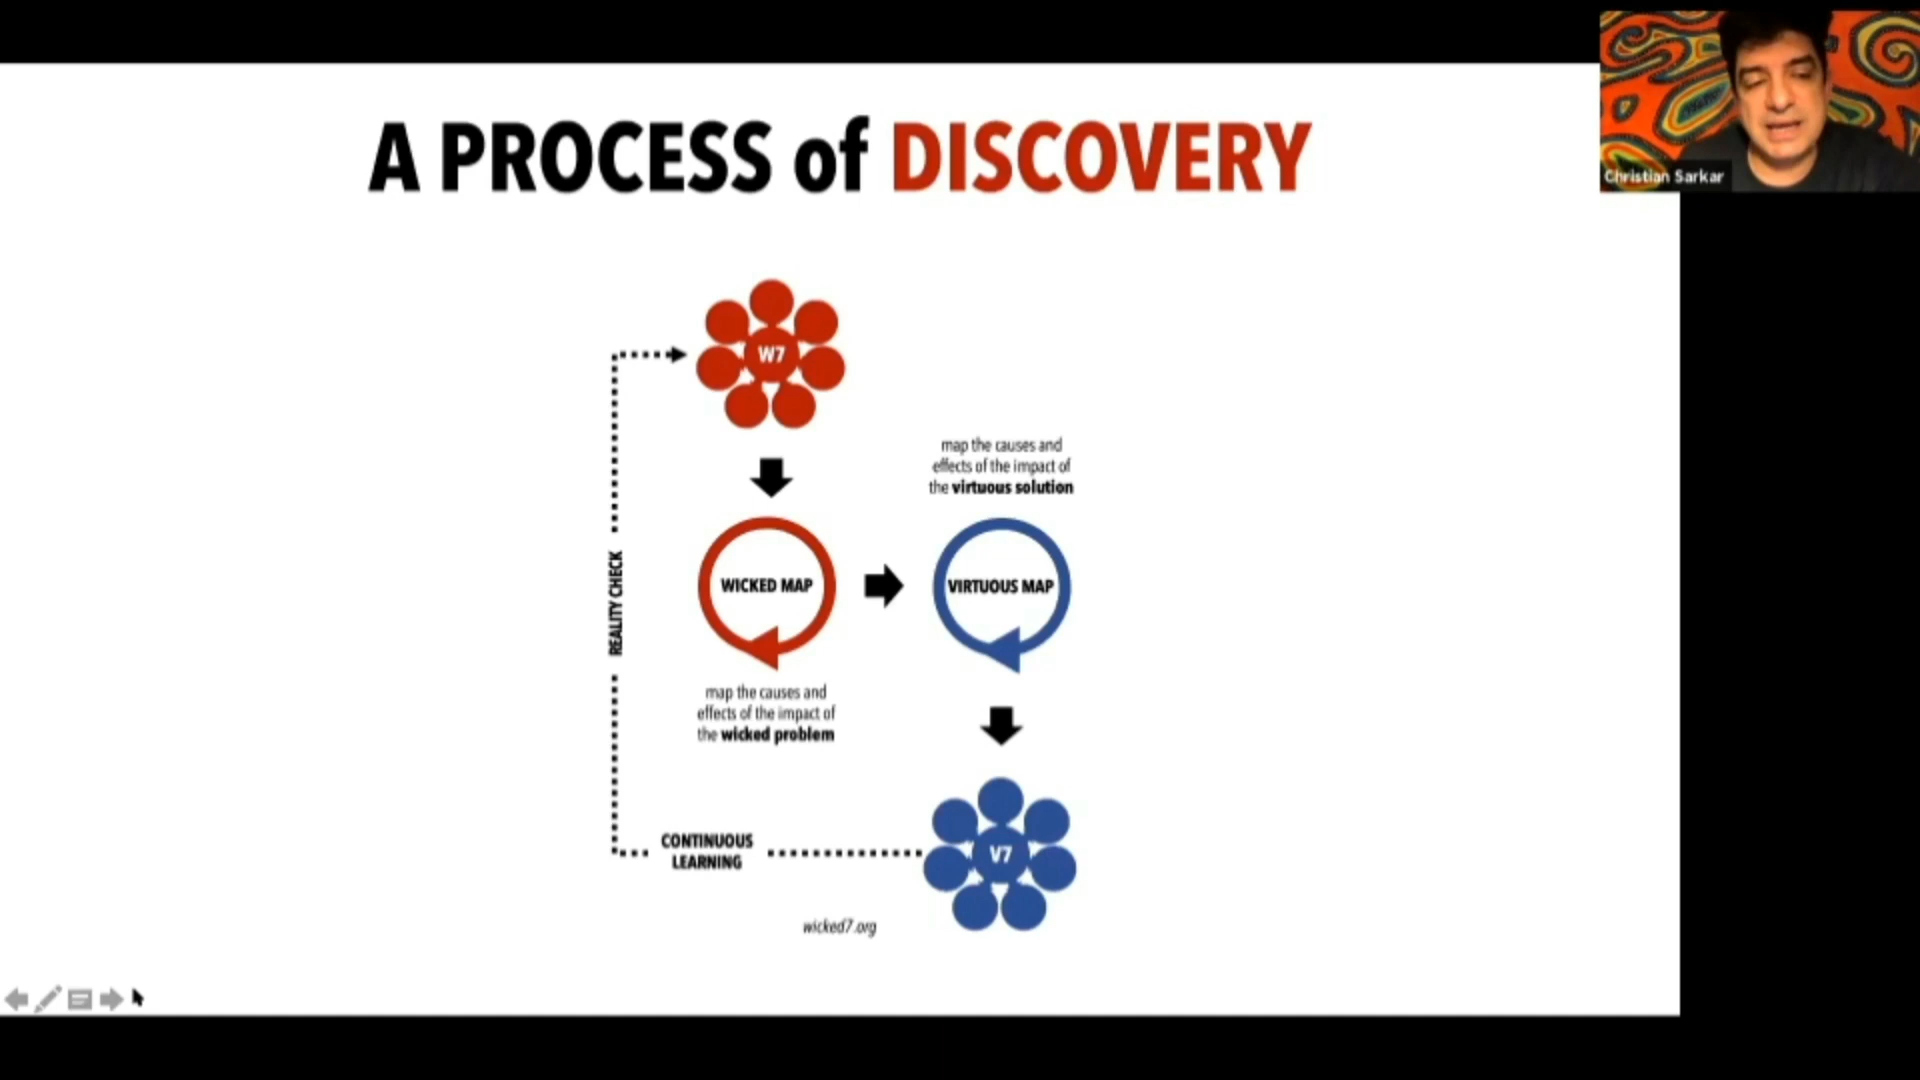 A PROCESS of DISCOVERY
Christian Sarkar
W7
map the causes and
effects of the impact of
the virtuous solution
REALITY CHECK
WICKED MAP
VIRTUOUS MAP
map the causes and
effects of the impact of
the wicked problem
CONTINUOUS
LEARNING
V7
wicked7.org